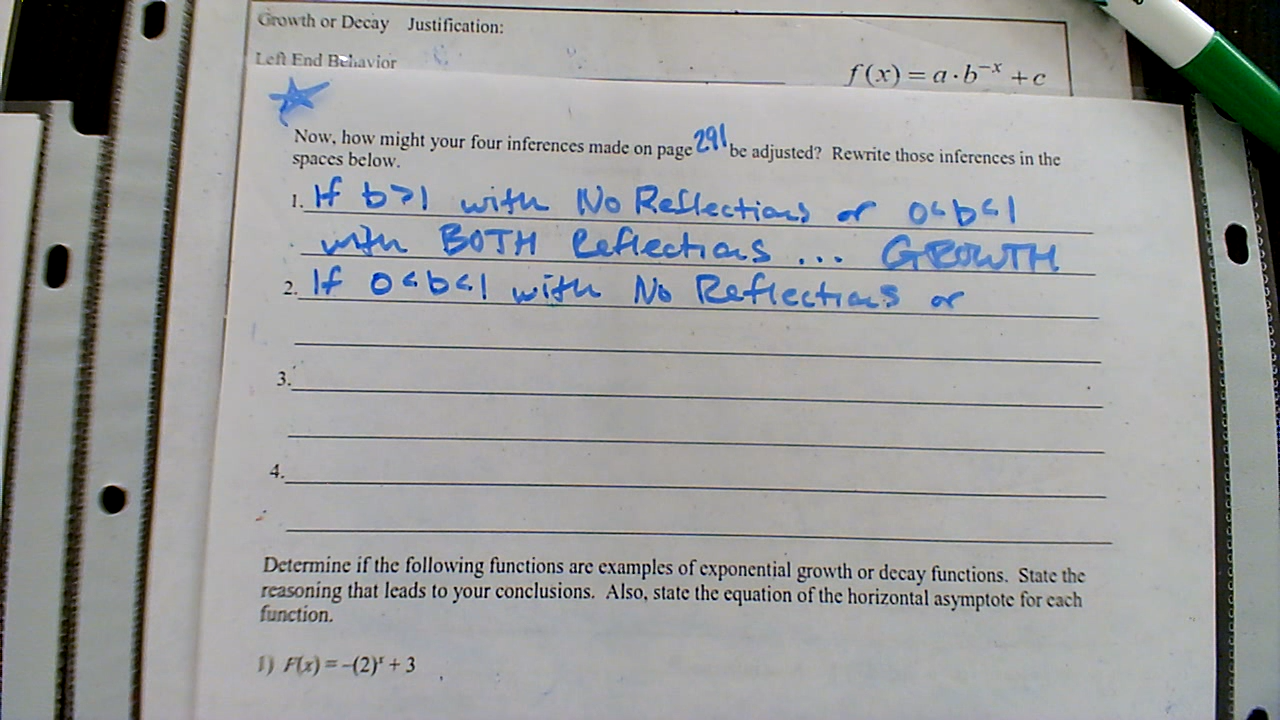 Growth or Decay Justification:
Left End Behavior
f(x) = a · b^{-x} + c
Now, how might your four inferences made on page 291 be adjusted? Rewrite those inferences in the
spaces below.
1. If b>1 with No Reflections or 0<b<1
with BOTH Reflections ... GROWTH
2. If 0<b<1 with No Reflections or
3.
4.
Determine if the following functions are examples of exponential growth or decay functions. State the
reasoning that leads to your conclusions. Also, state the equation of the horizontal asymptote for each
function.
1) F(x) = -(2)^x + 3